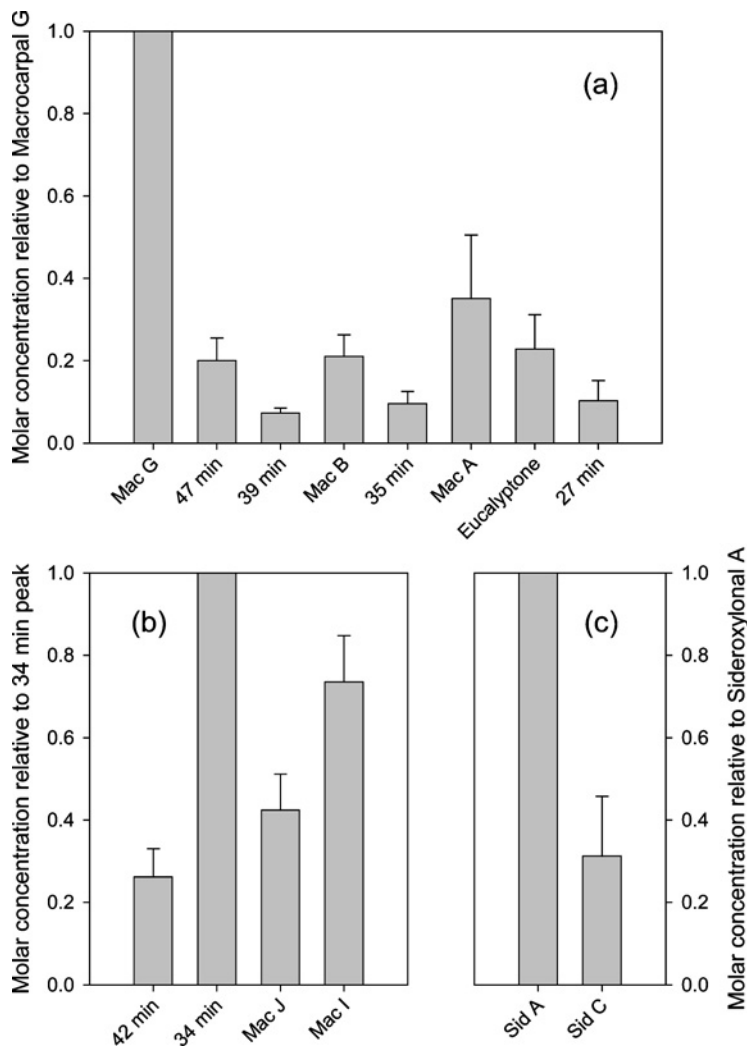 Molar concentration relative to Macrocarpal G
1.0
0.8
0.6
0.4
0.2
0.0
(a)
Mac G
47 min
39 min
Mac B
35 min
Mac A
Eucalyptone
27 min
Molar concentration relative to 34 min peak
1.0
0.8
0.6
0.4
0.2
0.0
(b)
42 min
34 min
Mac J
Mac I
(c)
Sid A
Sid C
1.0
0.8
0.6
0.4
0.2
0.0
Molar concentration relative to Sideroxylonal A